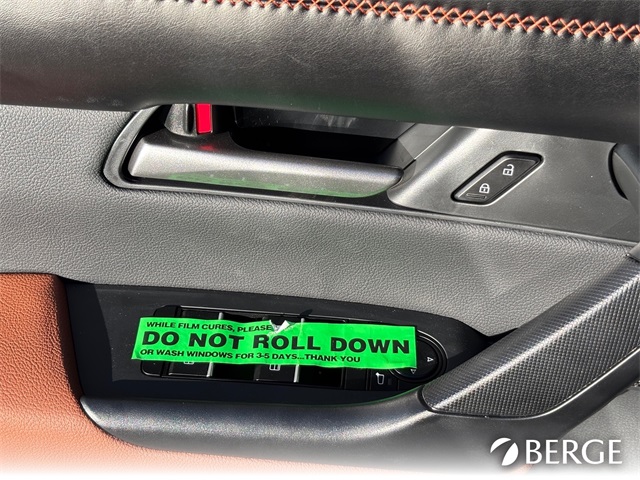 WHILE FILM CURES, PLEASE
DO NOT ROLL DOWN
OR WASH WINDOWS FOR 3-5 DAYS...THANK YOU
BERGE